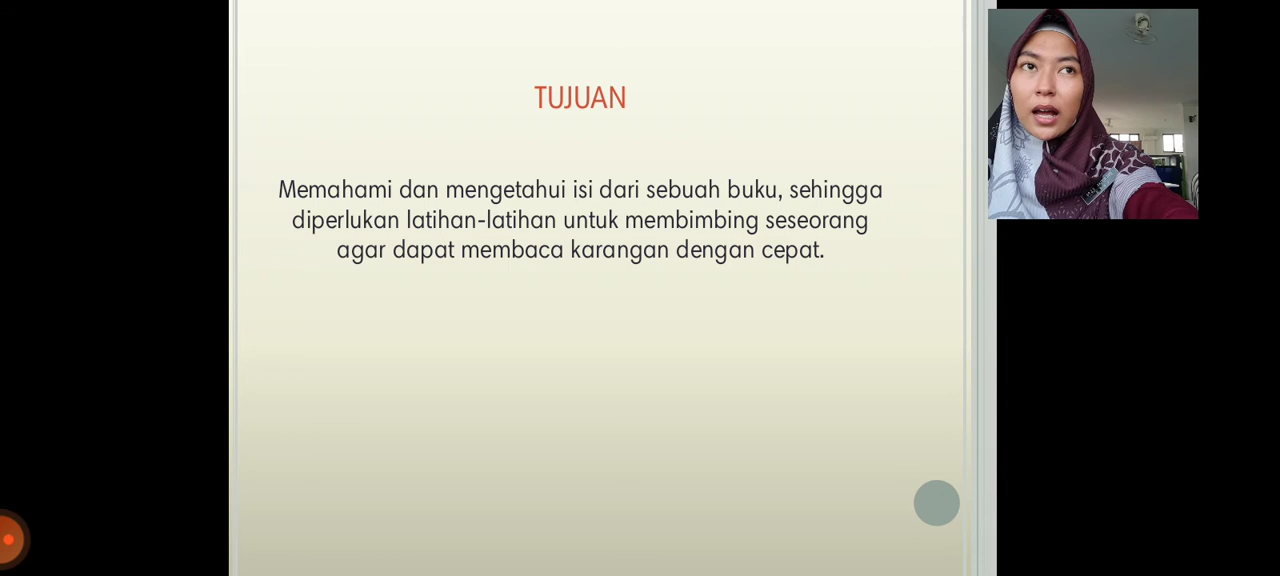 TUJUAN
Memahami dan mengetahui isi dari sebuah buku, sehingga
diperlukan latihan-latihan untuk membimbing seseorang
agar dapat membaca karangan dengan cepat.